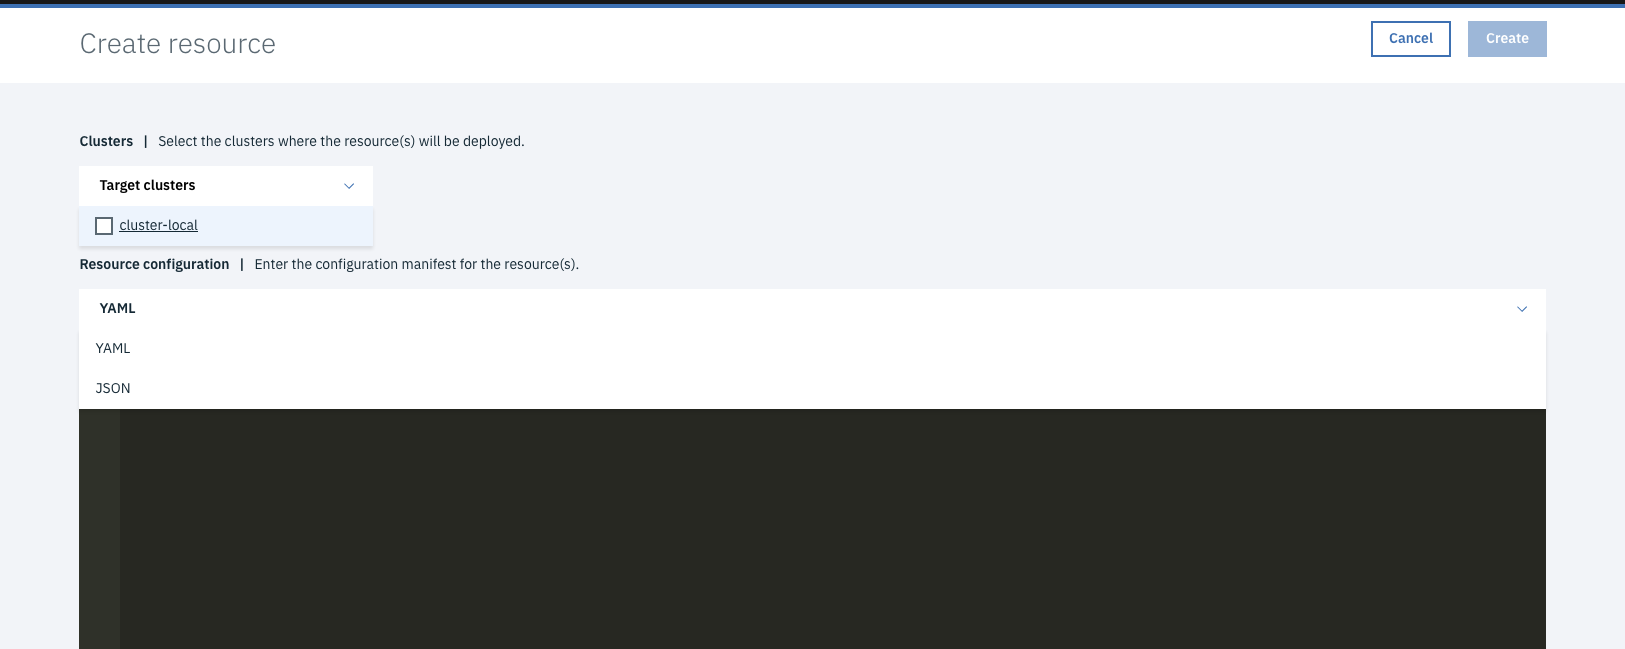 Create resource
Cancel
Create
Clusters | Select the clusters where the resource(s) will be deployed.
Target clusters
cluster-local
Resource configuration | Enter the configuration manifest for the resource(s).
YAML
YAML
JSON